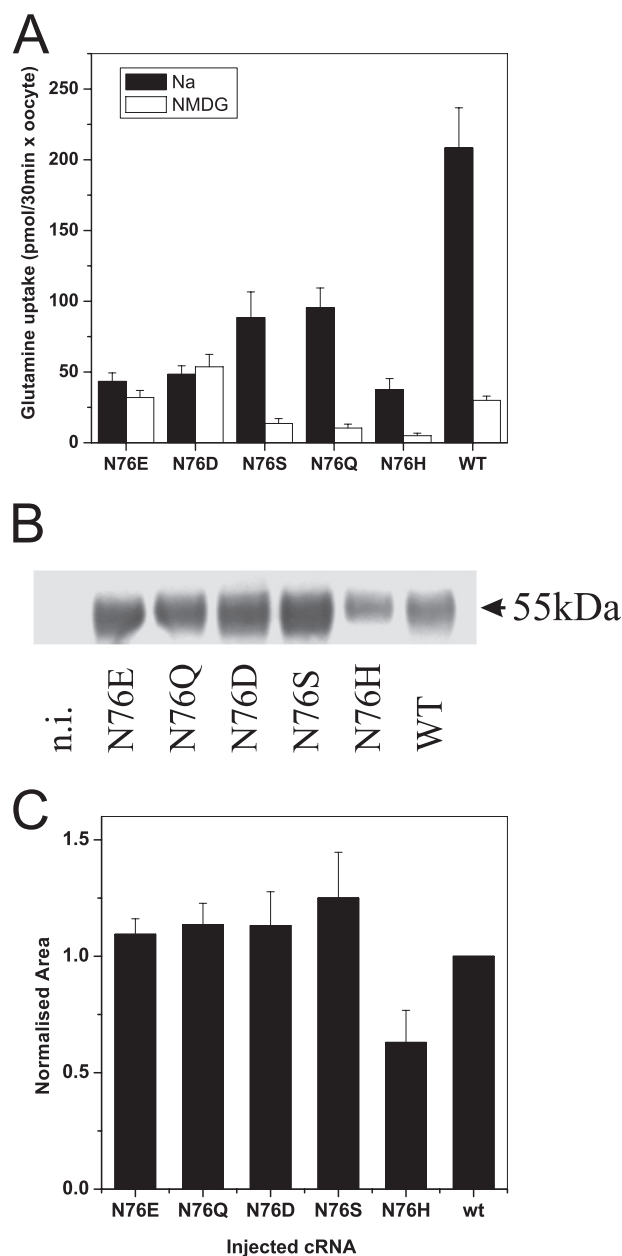 A
Glutamine uptake (pmol/30min x oocyte)
250
200
150
100
50
0
Na
NMDG
N76E N76D N76S N76Q N76H WT
B
55kDa
n.i. N76E N76Q N76D N76S N76H WT
C
Normalised Area
1.5
1.0
0.5
0.0
N76E N76Q N76D N76S N76H wt
Injected cRNA